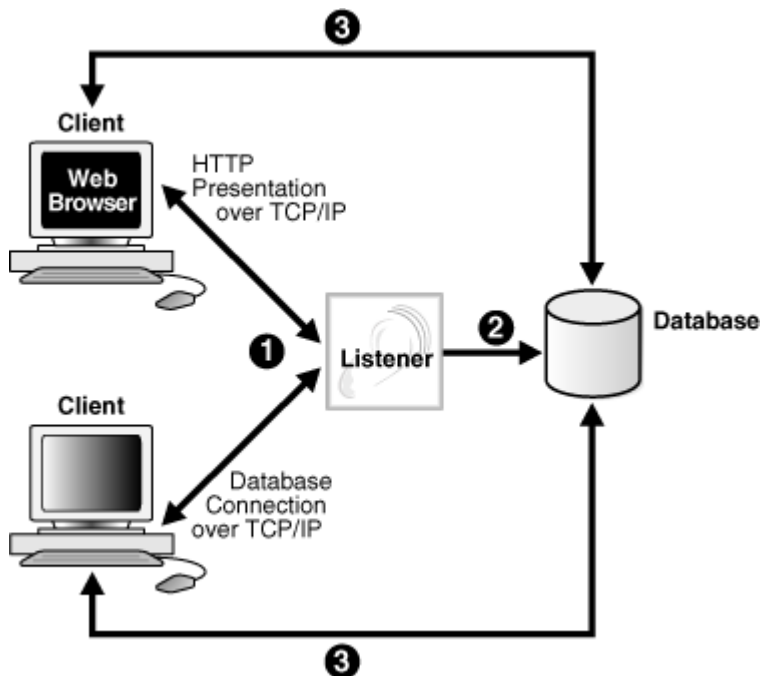 3
Client
Web
Browser
HTTP
Presentation
over TCP/IP
1
Listener
2
Database
Client
Database
Connection
over TCP/IP
3